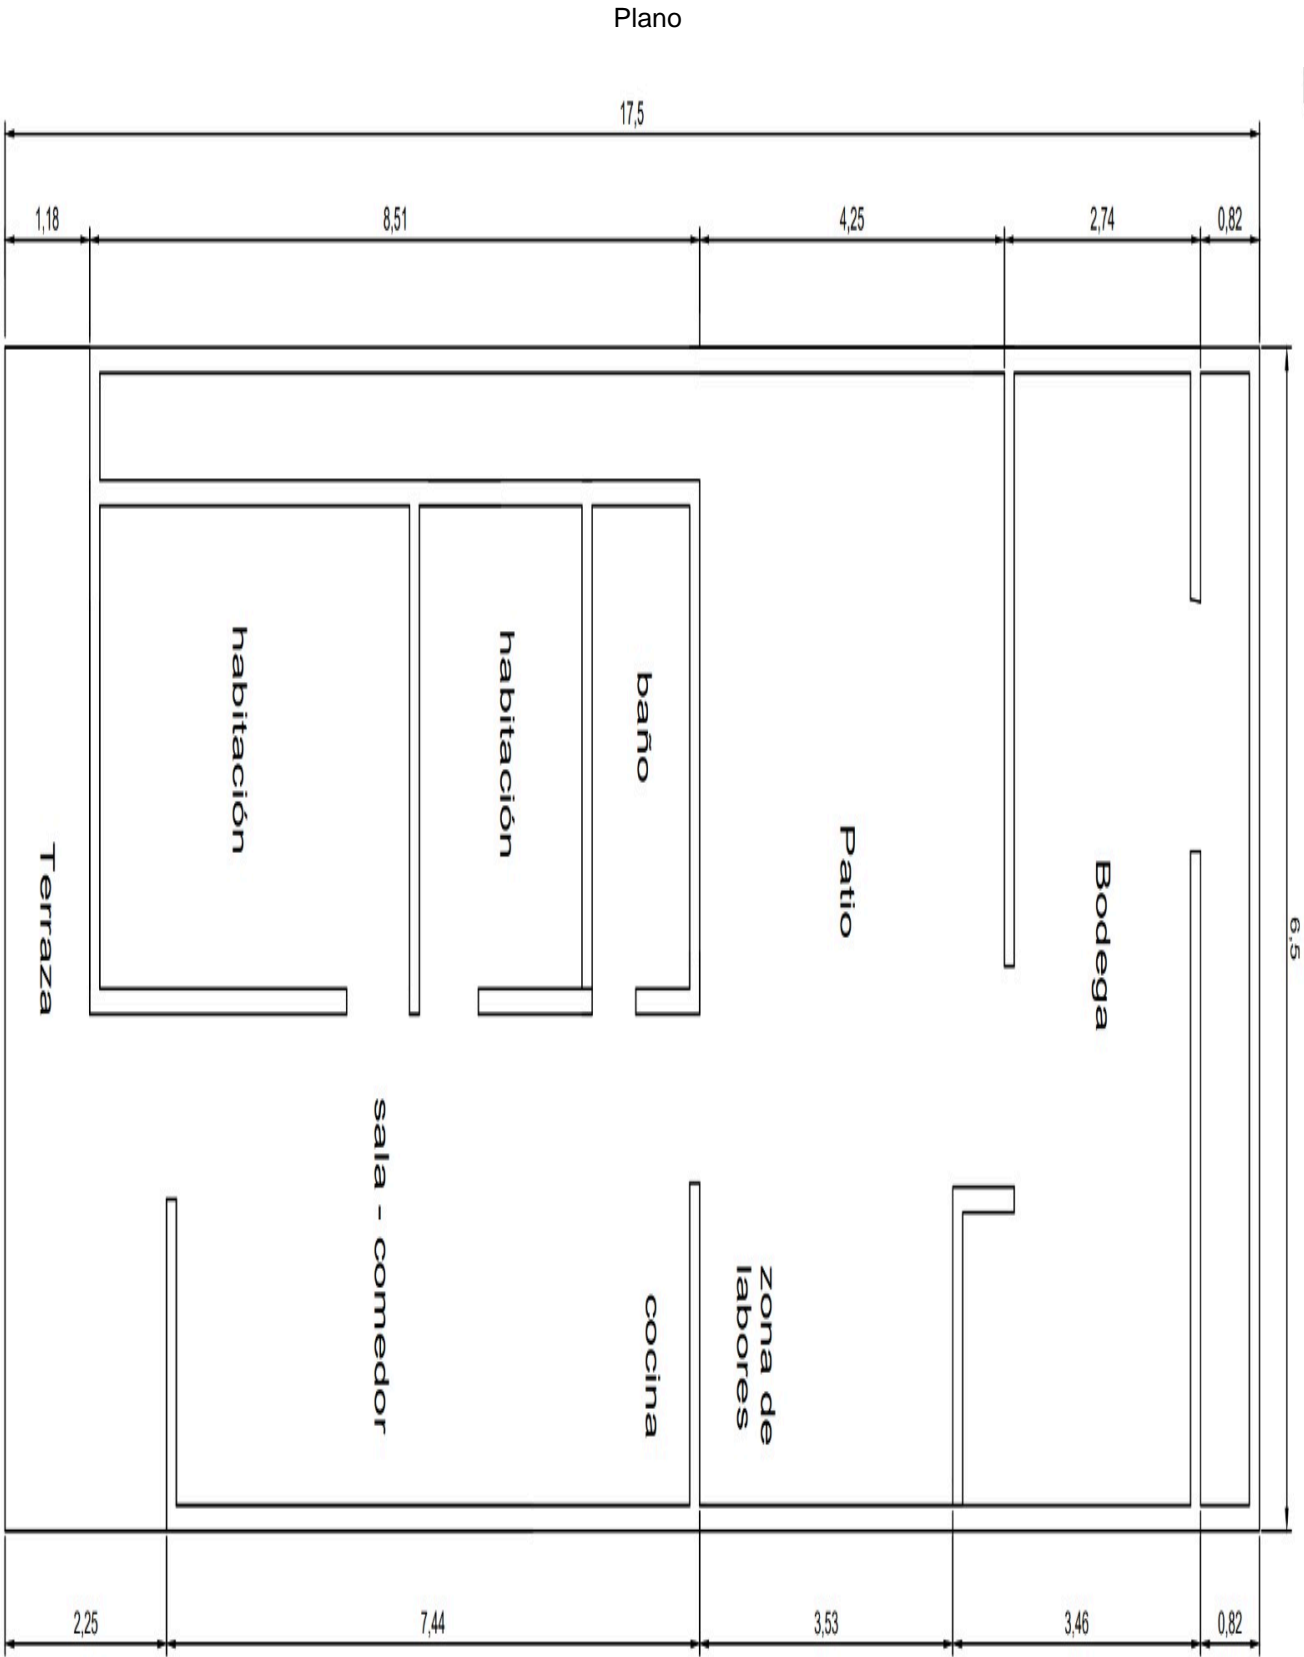 Plano
17,5
1,18
8,51
4,25
2,74
0,82
habitación
habitación
baño
Patio
Bodega
Terraza
6,5
sala - comedor
cocina
zona de
labores
2,25
7,44
3,53
3,46
0,82